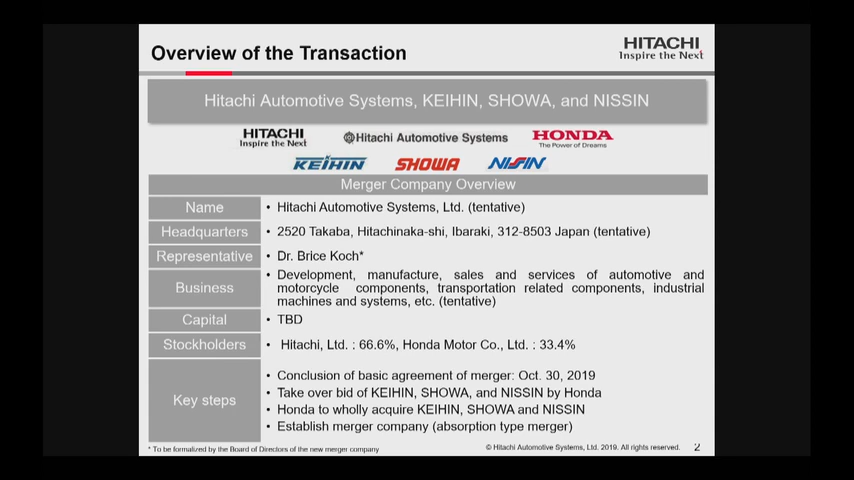 Overview of the Transaction
HITACHI
Inspire the Next
Hitachi Automotive Systems, KEIHIN, SHOWA, and NISSIN
HITACHI
Inspire the Next
Hitachi Automotive Systems
HONDA
The Power of Dreams
KEIHIN
SHOWA
NISSIN
Merger Company Overview
Name
• Hitachi Automotive Systems, Ltd. (tentative)
Headquarters
• 2520 Takaba, Hitachinaka-shi, Ibaraki, 312-8503 Japan (tentative)
Representative
• Dr. Brice Koch*
Business
• Development, manufacture, sales and services of automotive and
motorcycle components, transportation related components, industrial
machines and systems, etc. (tentative)
Capital
• TBD
Stockholders
• Hitachi, Ltd. : 66.6%, Honda Motor Co., Ltd. : 33.4%
Key steps
• Conclusion of basic agreement of merger: Oct. 30, 2019
• Take over bid of KEIHIN, SHOWA, and NISSIN by Honda
• Honda to wholly acquire KEIHIN, SHOWA and NISSIN
• Establish merger company (absorption type merger)
* To be formalized by the Board of Directors of the new merger company
© Hitachi Automotive Systems, Ltd. 2019. All rights reserved. 2